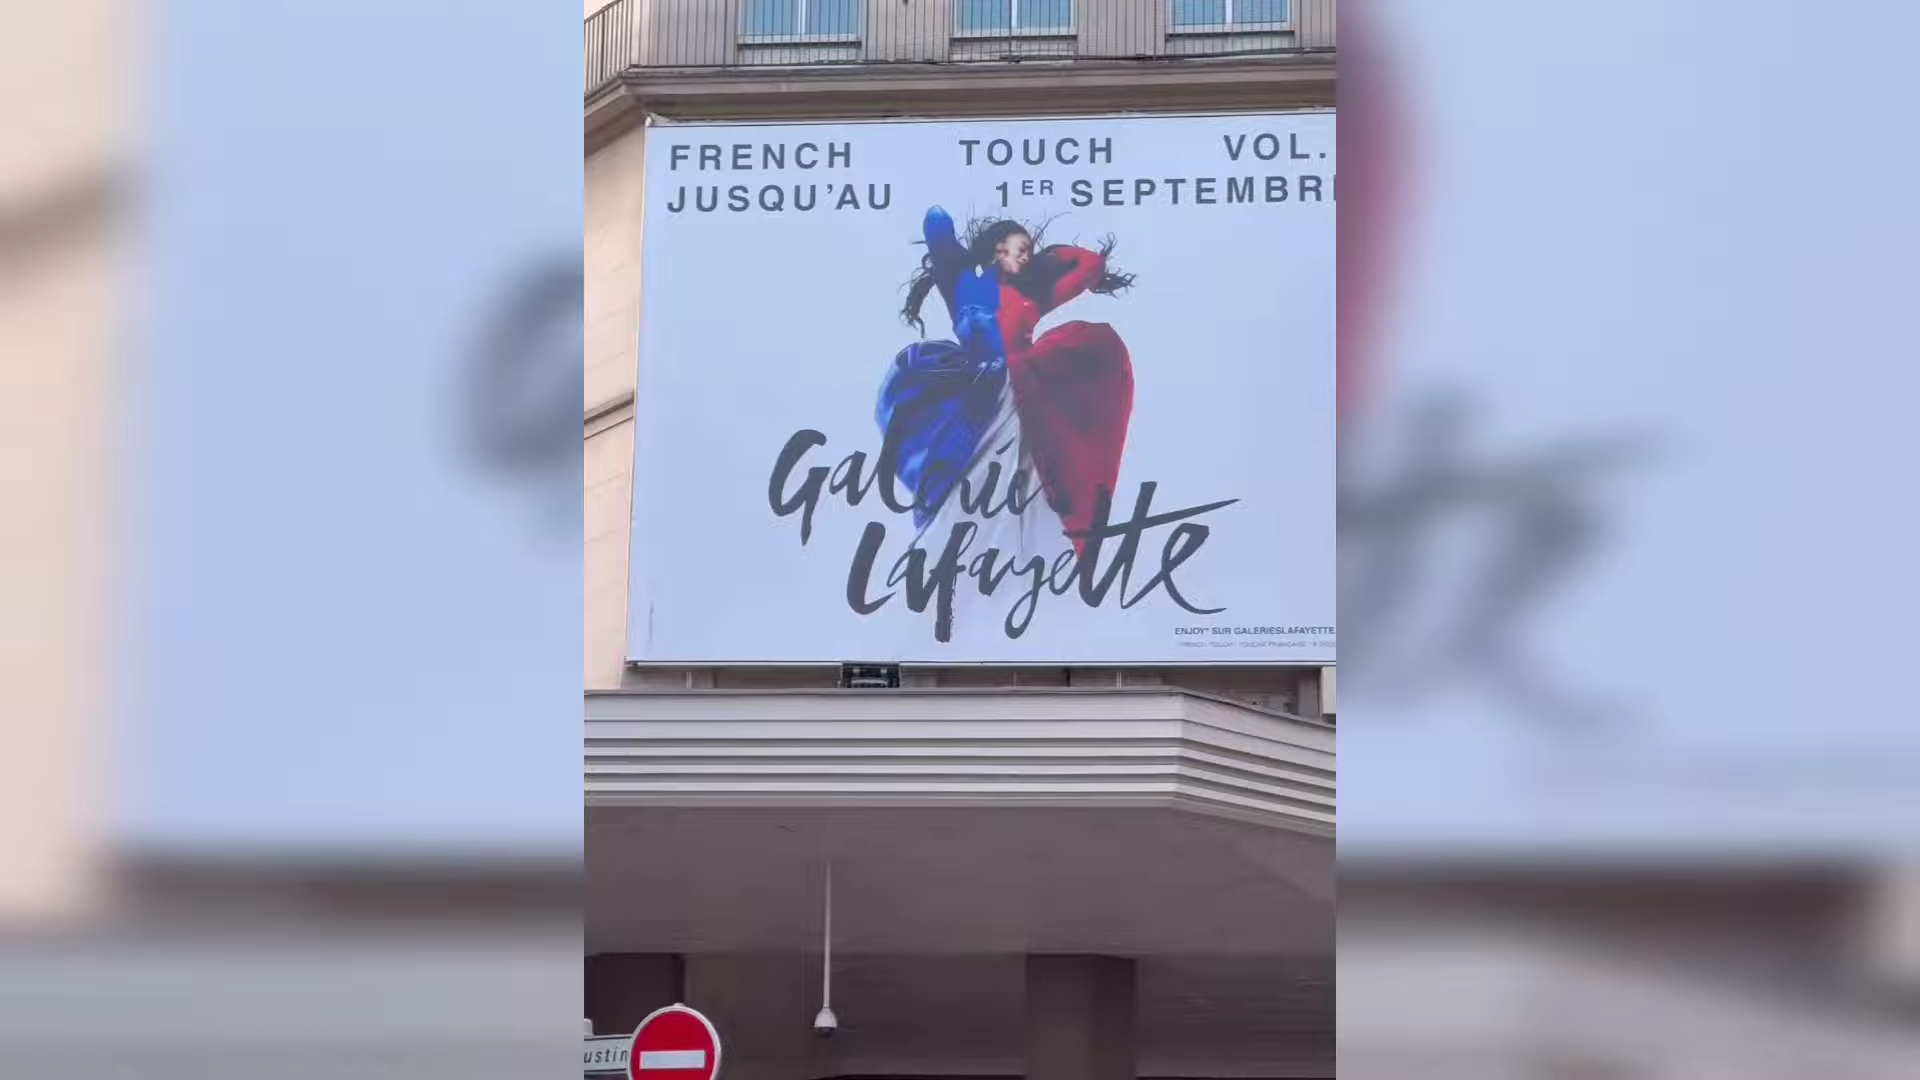 FRENCH TOUCH VOL.
JUSQU'AU 1ER SEPTEMBR
Galeries
Lafayette
ENJOY* SUR GALERIESLAFAYETTE
ustin